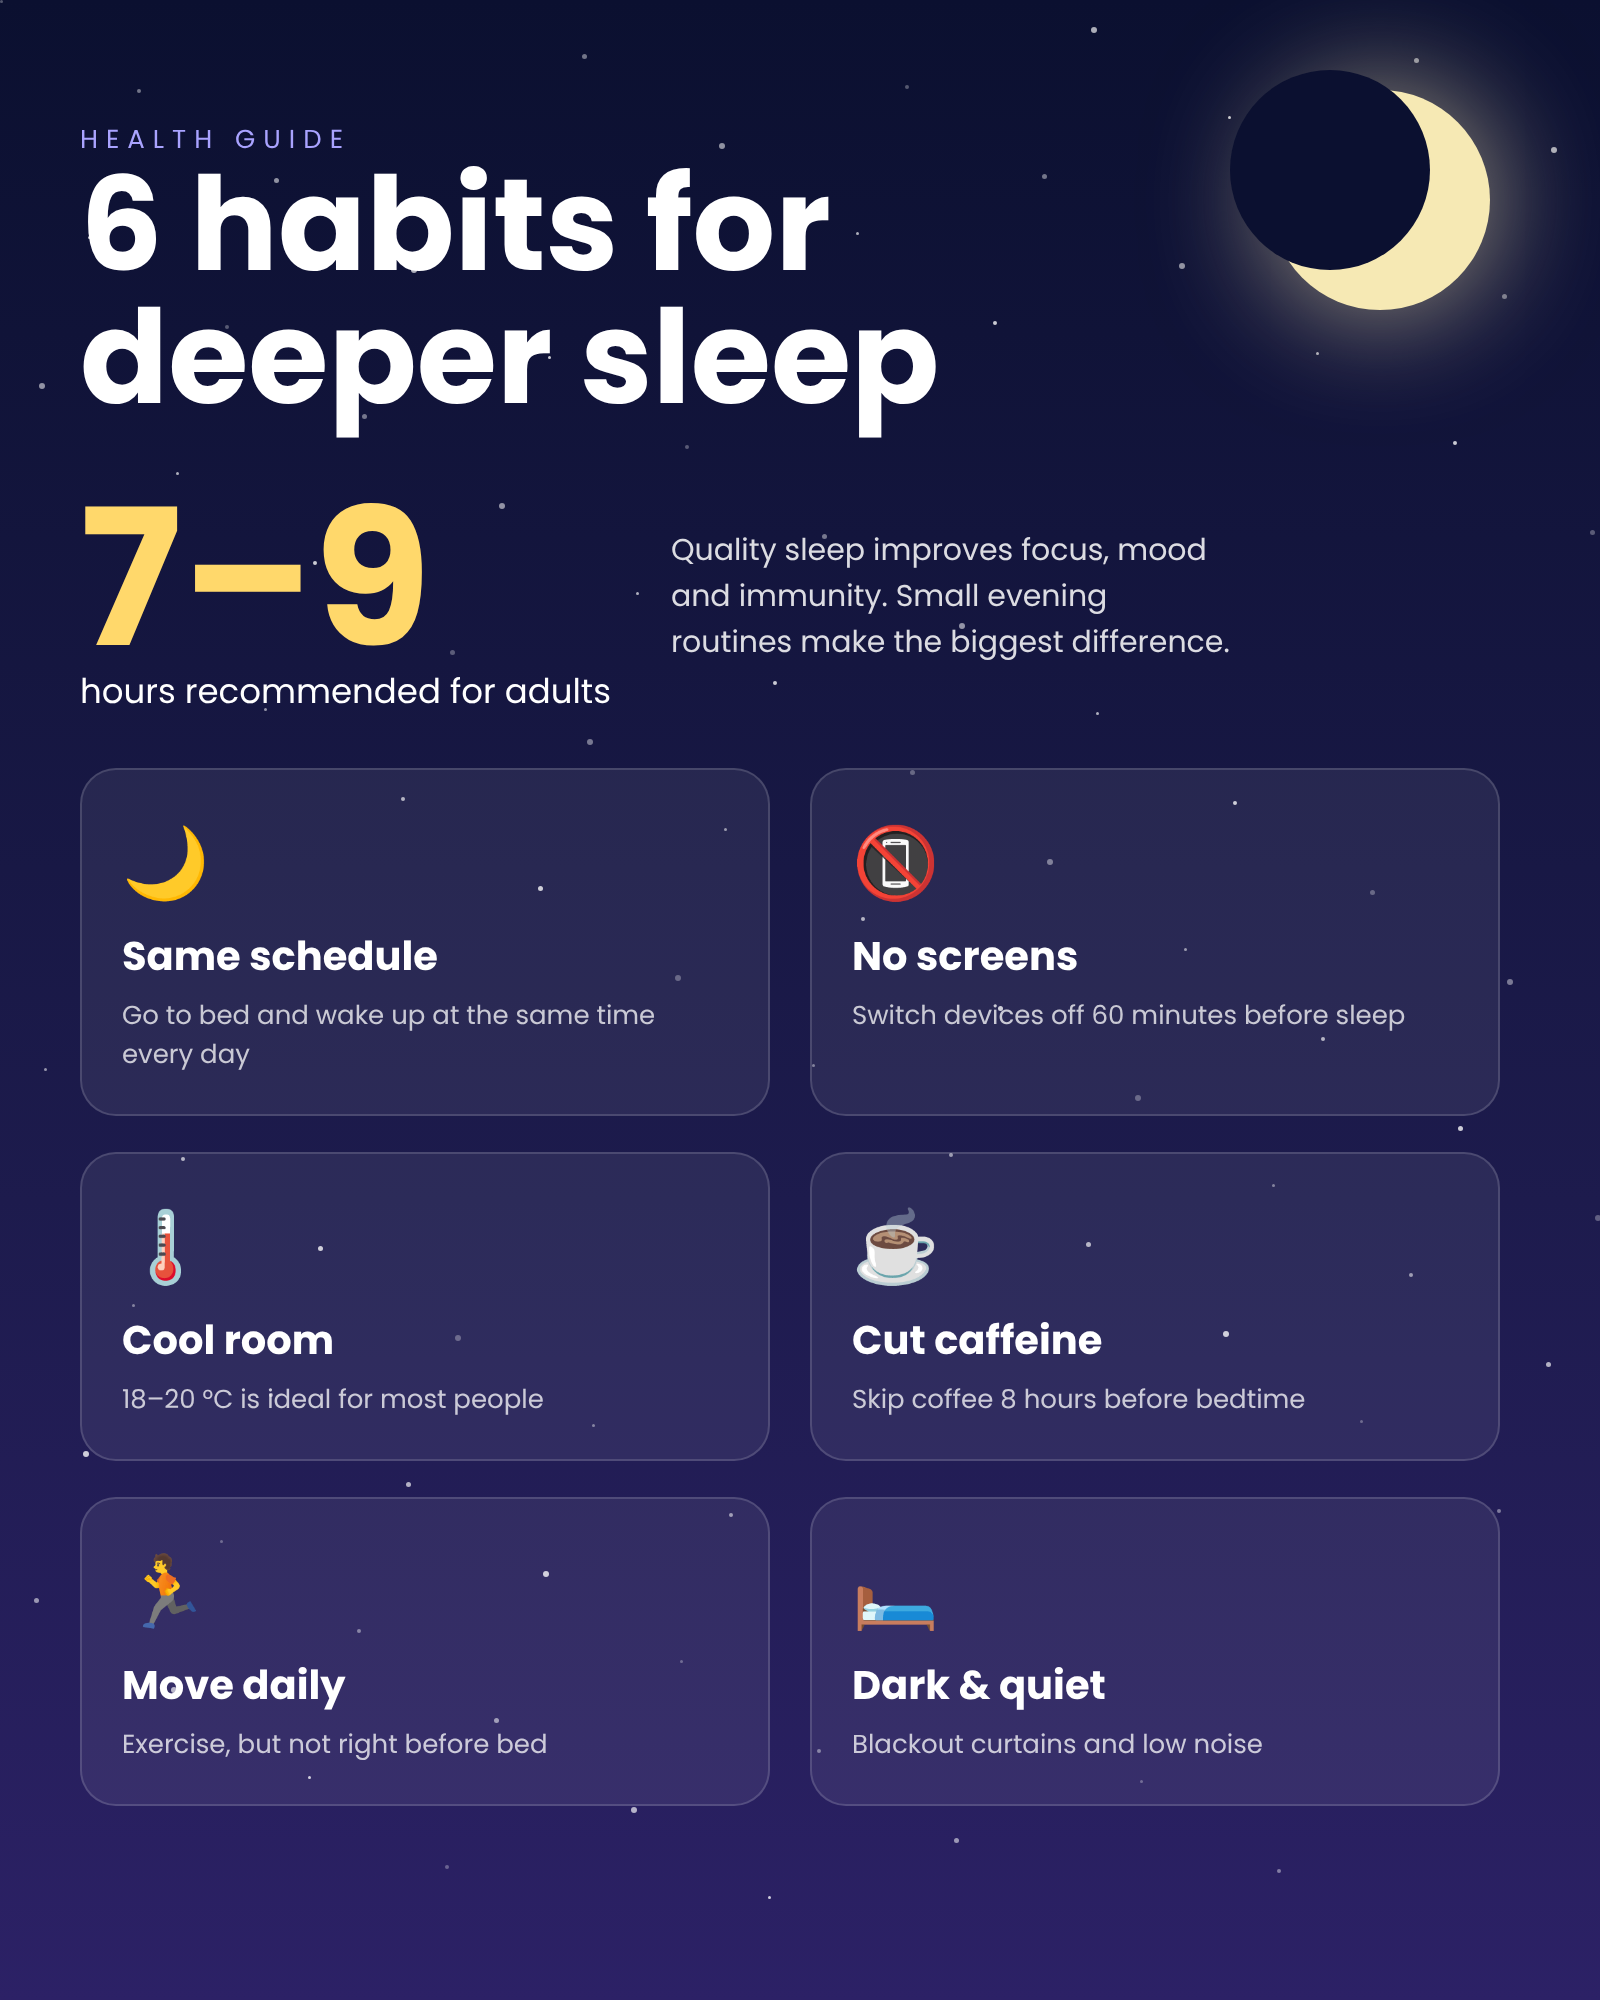 HEALTH GUIDE
6 habits for
deeper sleep
7–9
hours recommended for adults
Quality sleep improves focus, mood
and immunity. Small evening
routines make the biggest difference.
Same schedule
Go to bed and wake up at the same time
every day
No screens
Switch devices off 60 minutes before sleep
Cool room
18–20 °C is ideal for most people
Cut caffeine
Skip coffee 8 hours before bedtime
Move daily
Exercise, but not right before bed
Dark & quiet
Blackout curtains and low noise